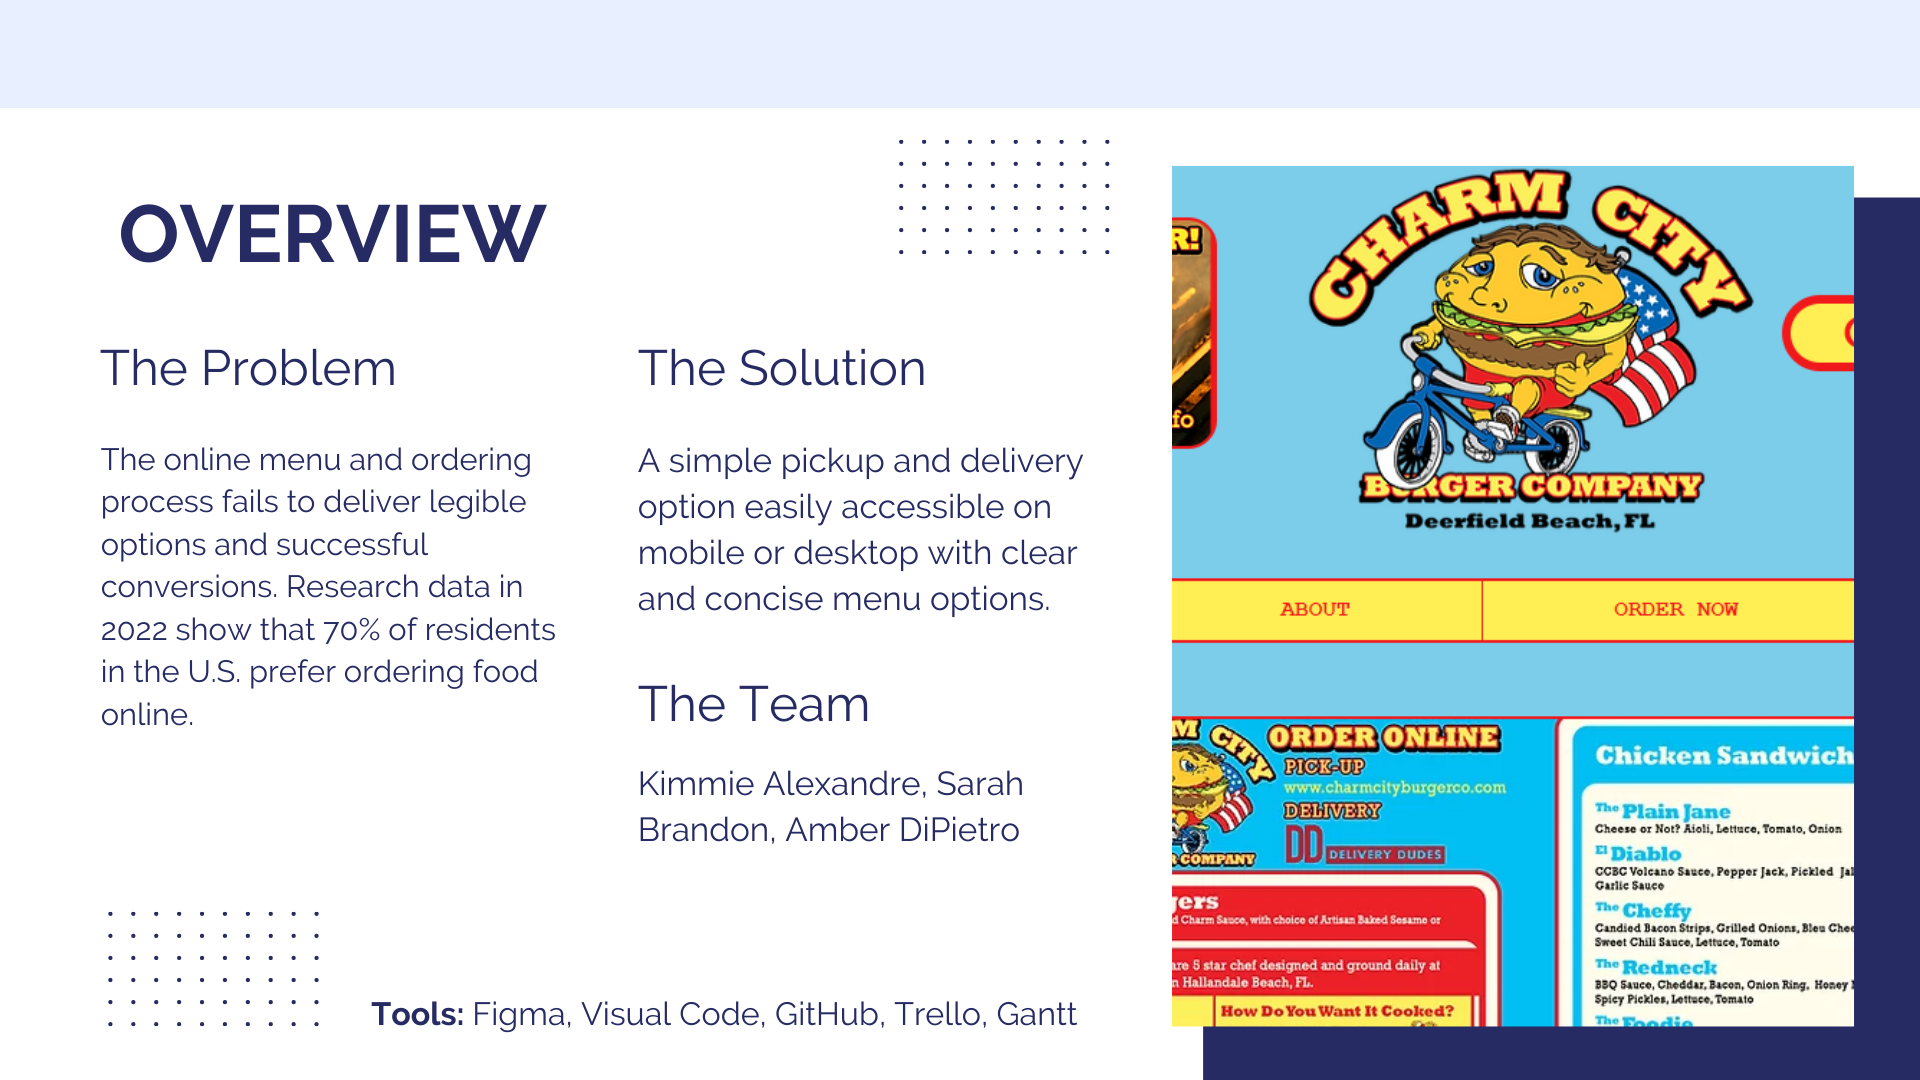 OVERVIEW
The Problem
The online menu and ordering
process fails to deliver legible
options and successful
conversions. Research data in
2022 show that 70% of residents
in the U.S. prefer ordering food
online.
The Solution
A simple pickup and delivery
option easily accessible on
mobile or desktop with clear
and concise menu options.
The Team
Kimmie Alexandre, Sarah
Brandon, Amber DiPietro
Tools: Figma, Visual Code, GitHub, Trello, Gantt
R!
fo
CHARM CITY
BURGER COMPANY
Deerfield Beach, FL
ABOUT
ORDER NOW
M CITY
COMPANY
ORDER ONLINE
PICK-UP
www.charmcityburgerco.com
DELIVERY
DD DELIVERY DUDES
gers
d Charm Sauce, with choice of Artisan Baked Sesame or
are 5 star chef designed and ground daily at
n Hallandale Beach, FL.
How Do You Want It Cooked?
Chicken Sandwich
The Plain Jane
Cheese or Not? Aioli, Lettuce, Tomato, Onion
El Diablo
CCBC Volcano Sauce, Pepper Jack, Pickled Jal
Garlic Sauce
The Cheffy
Candied Bacon Strips, Grilled Onions, Bleu Chee
Sweet Chili Sauce, Lettuce, Tomato
The Redneck
BBQ Sauce, Cheddar, Bacon, Onion Ring, Honey
Spicy Pickles, Lettuce, Tomato
The Foodie